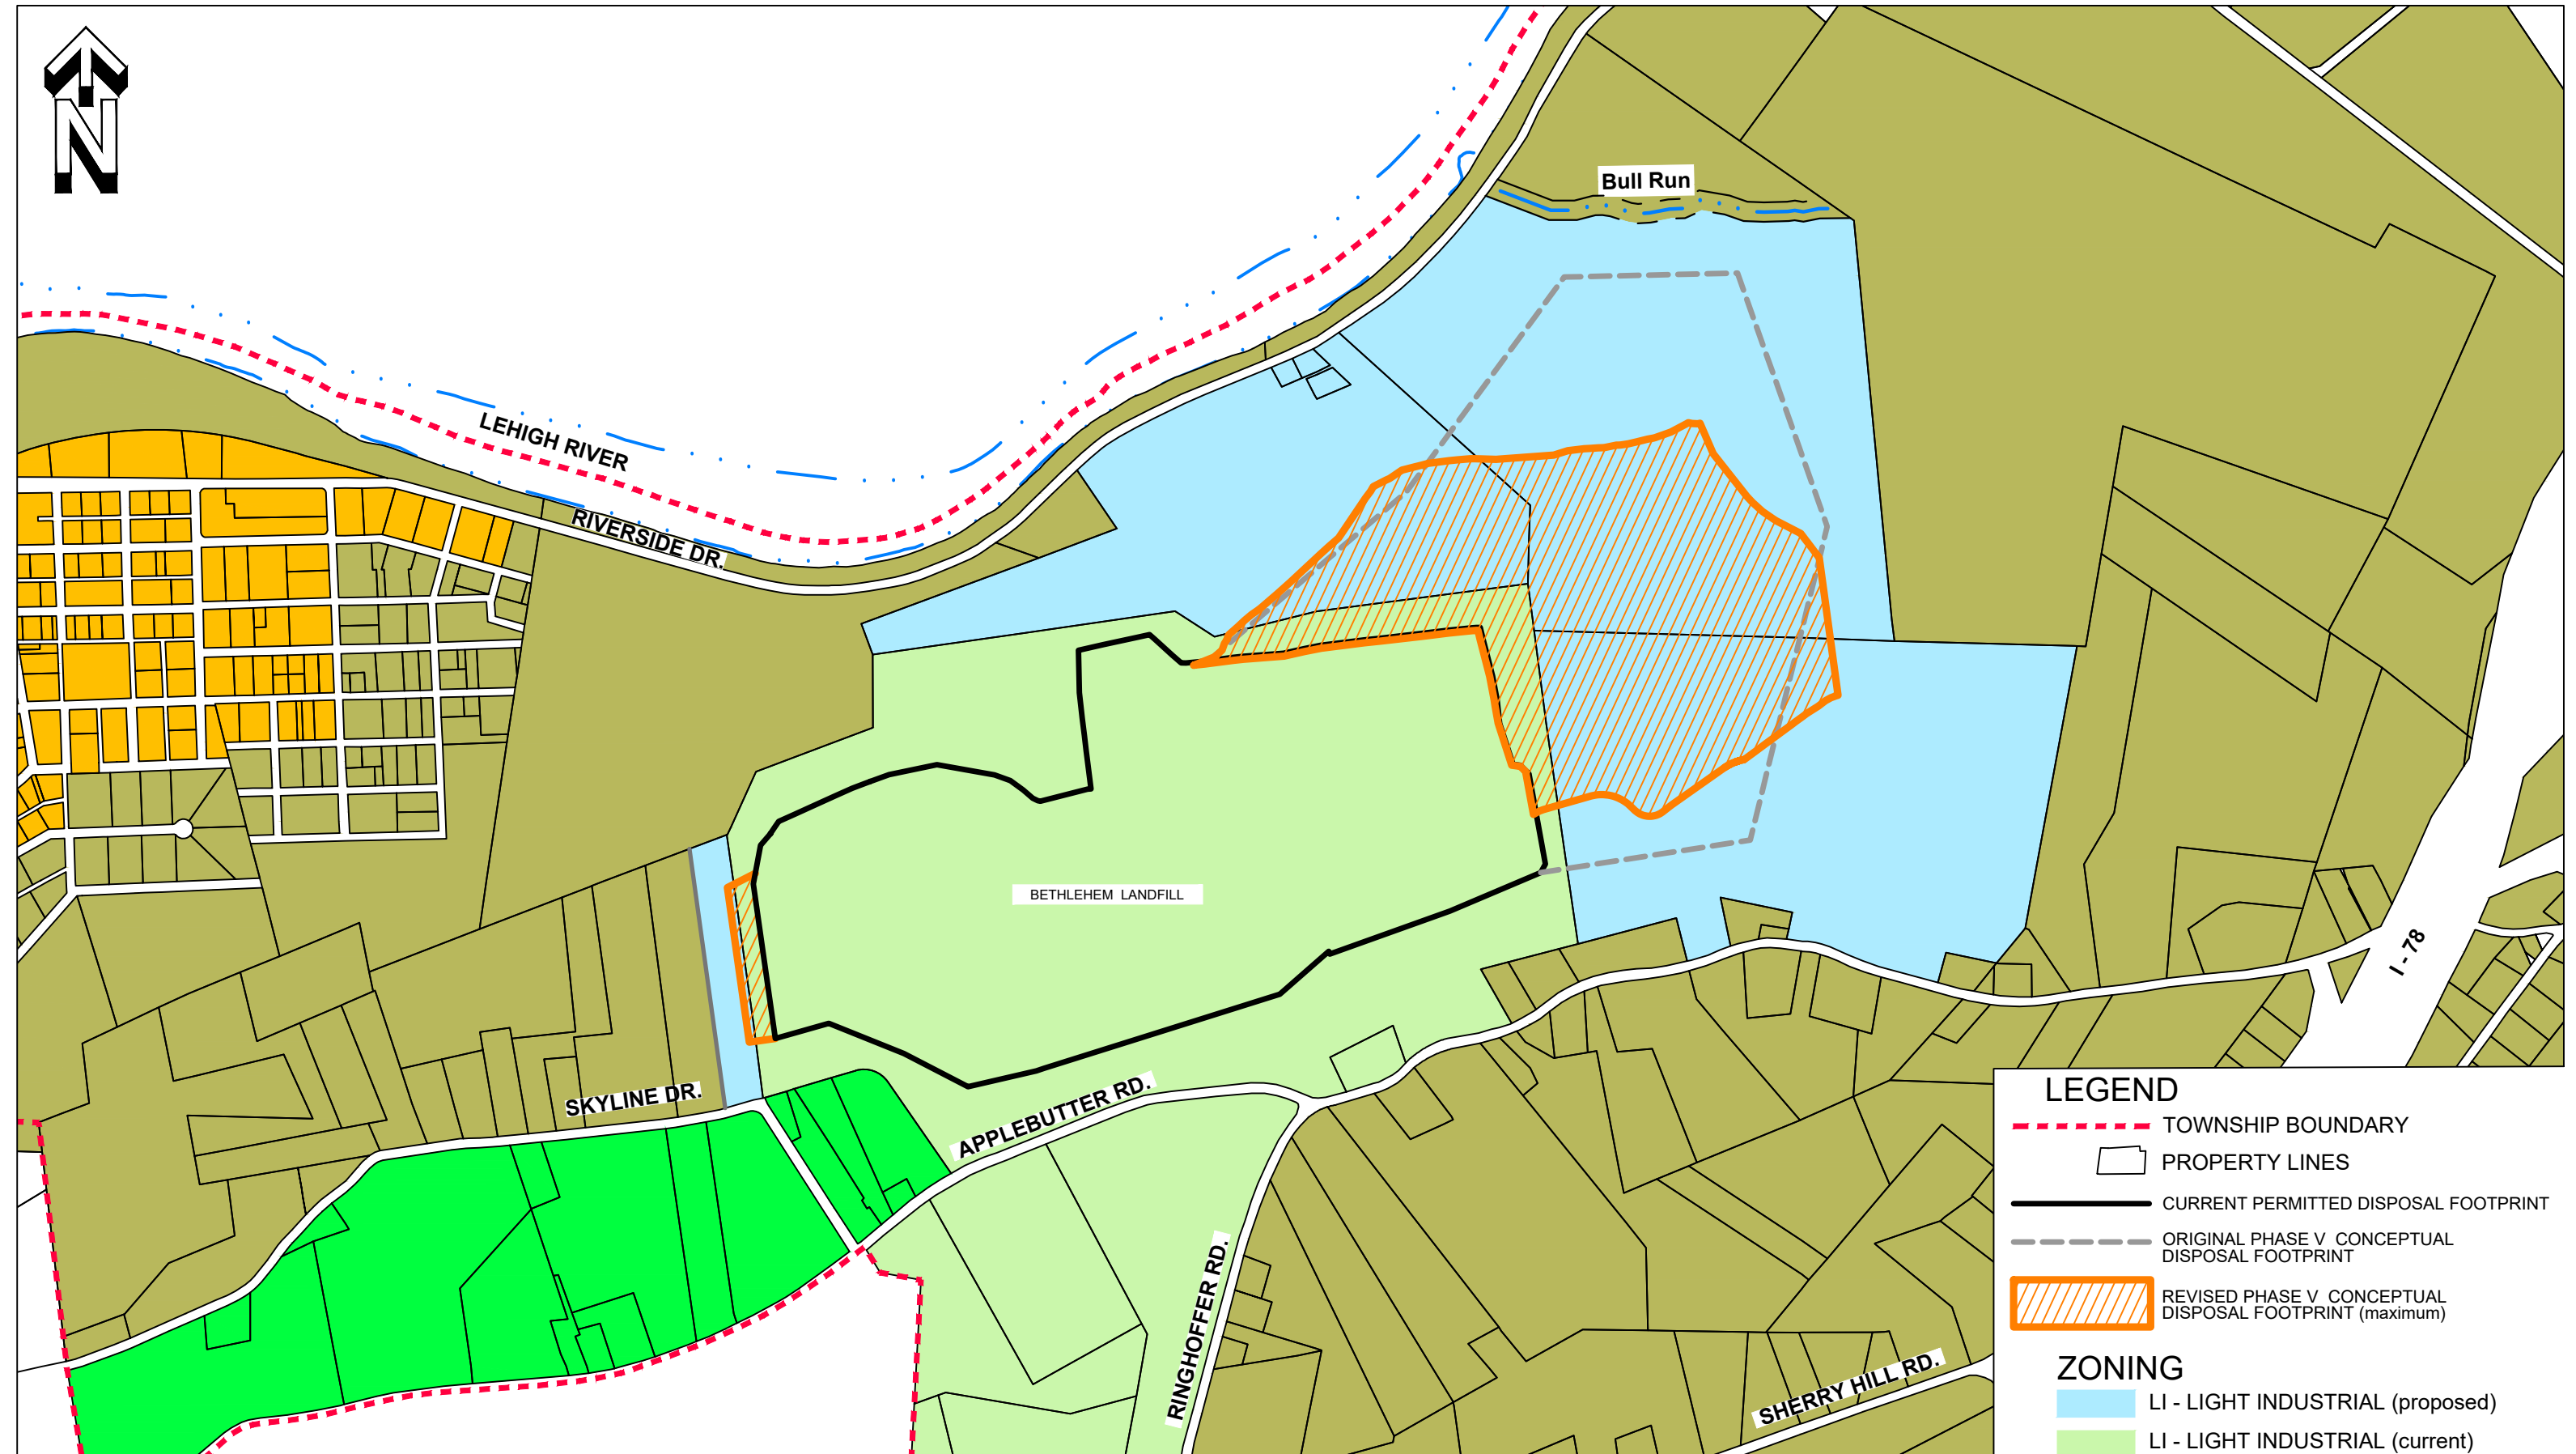 N
Bull Run
LEHIGH RIVER
RIVERSIDE DR.
BETHLEHEM LANDFILL
I - 78
SKYLINE DR.
APPLEBUTTER RD.
RINGHOFFER RD.
SHERRY HILL RD.
LEGEND
TOWNSHIP BOUNDARY
PROPERTY LINES
CURRENT PERMITTED DISPOSAL FOOTPRINT
ORIGINAL PHASE V CONCEPTUAL
DISPOSAL FOOTPRINT
REVISED PHASE V CONCEPTUAL
DISPOSAL FOOTPRINT (maximum)
ZONING
LI - LIGHT INDUSTRIAL (proposed)
LI - LIGHT INDUSTRIAL (current)